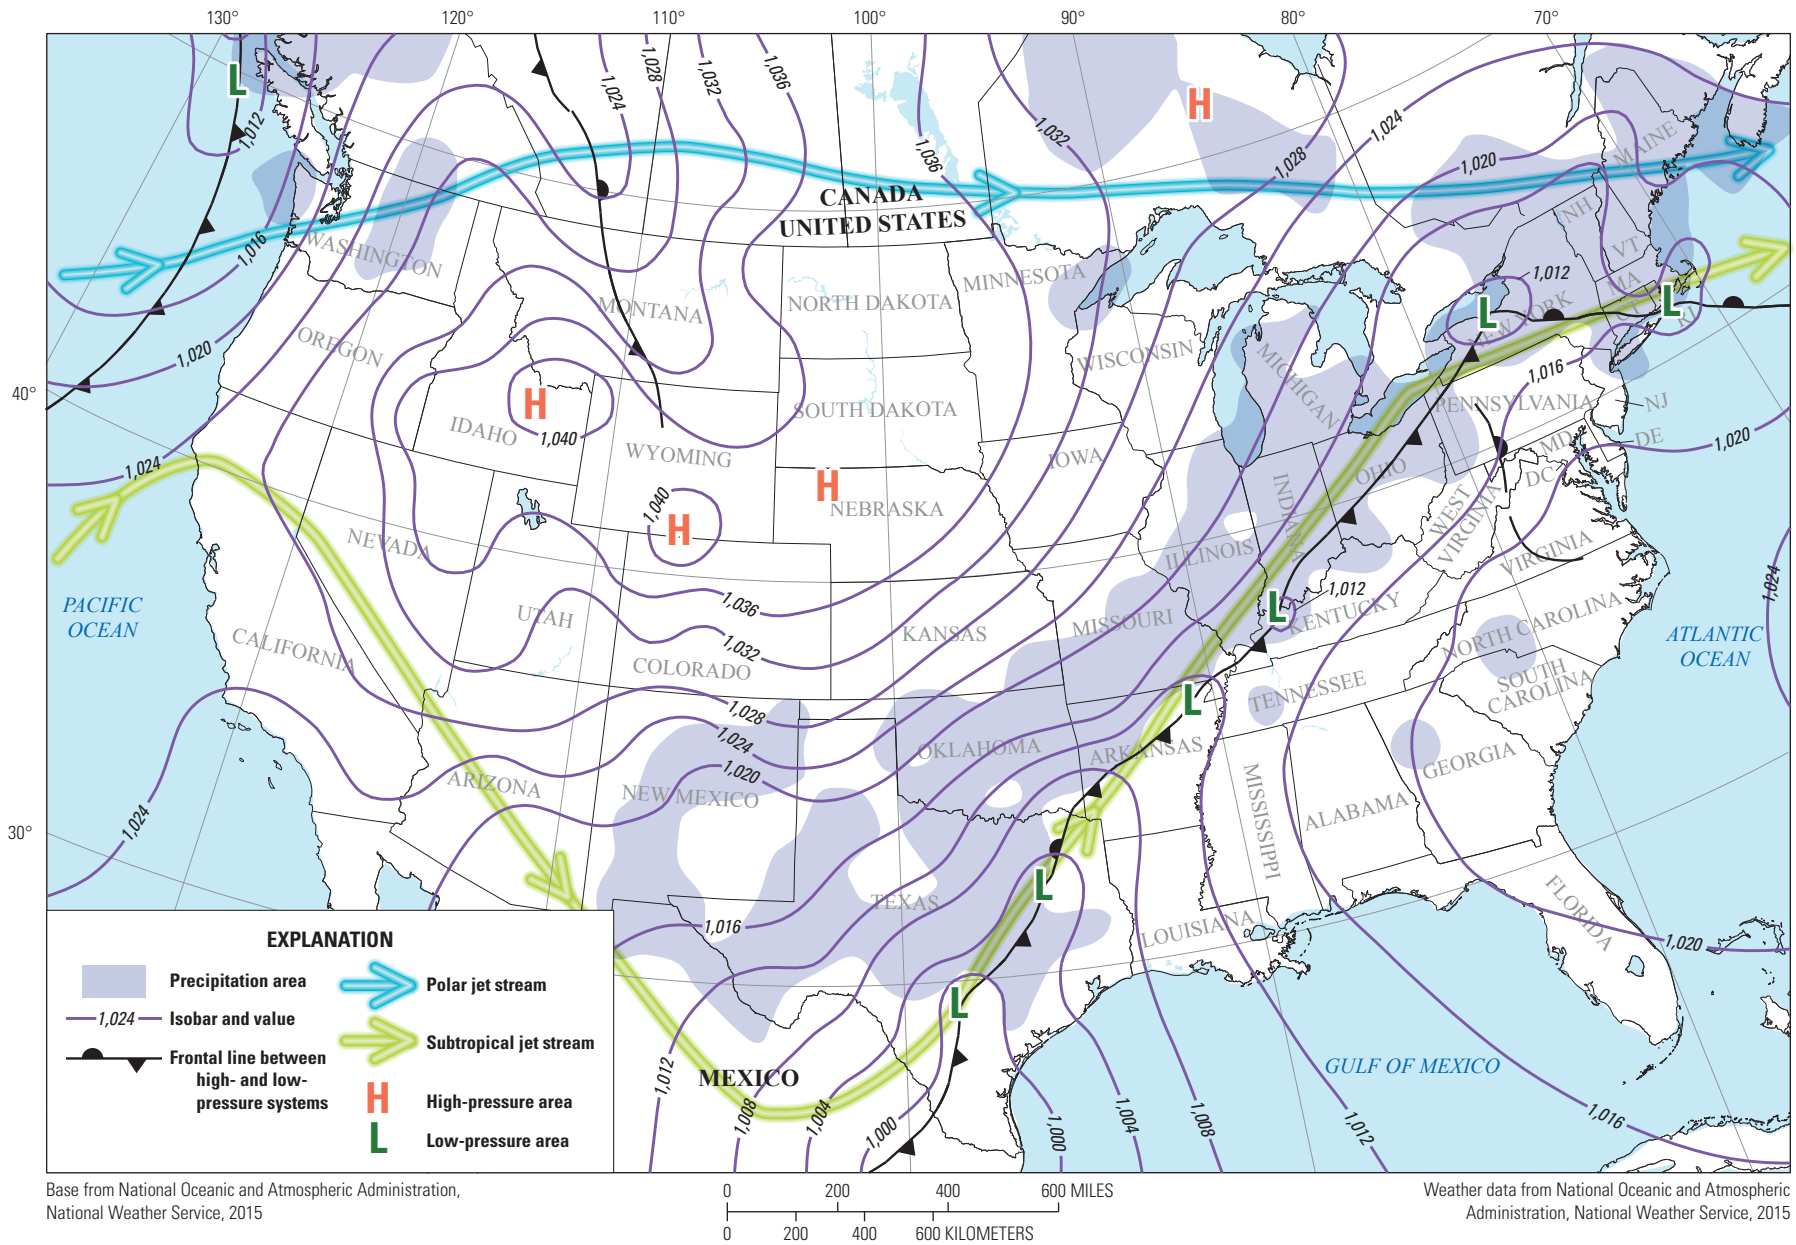 130°
120°
110°
100°
90°
80°
70°
40°
30°
L
1,012
1,024
1,028
1,032
1,036
1,036
1,032
H
1,028
1,024
1,020
MAINE
CANADA
UNITED STATES
WASHINGTON
1,016
1,020
1,024
OREGON
MONTANA
NORTH DAKOTA
MINNESOTA
NH
VT
MA
CT
RI
L
1,012
L
NEW YORK
1,016
WISCONSIN
MICHIGAN
PENNSYLVANIA
NJ
DE
MD
DC
1,020
H
1,040
IDAHO
WYOMING
SOUTH DAKOTA
IOWA
H
NEBRASKA
1,040
H
NEVADA
UTAH
COLORADO
KANSAS
MISSOURI
ILLINOIS
INDIANA
OHIO
WEST
VIRGINIA
VIRGINIA
1,036
1,032
1,028
1,024
1,020
L
1,012
KENTUCKY
NORTH CAROLINA
SOUTH
CAROLINA
TENNESSEE
1,024
PACIFIC
OCEAN
ATLANTIC
OCEAN
CALIFORNIA
ARIZONA
NEW MEXICO
OKLAHOMA
ARKANSAS
L
MISSISSIPPI
ALABAMA
GEORGIA
1,024
TEXAS
L
LOUISIANA
FLORIDA
1,020
1,016
L
MEXICO
GULF OF MEXICO
1,012
1,008
1,004
1,000
1,000
1,004
1,008
1,012
1,016
EXPLANATION
Precipitation area
1,024
Isobar and value
Frontal line between
high- and low-
pressure systems
Polar jet stream
Subtropical jet stream
H
High-pressure area
L
Low-pressure area
Base from National Oceanic and Atmospheric Administration,
National Weather Service, 2015
0 200 400 600 MILES
0 200 400 600 KILOMETERS
Weather data from National Oceanic and Atmospheric
Administration, National Weather Service, 2015